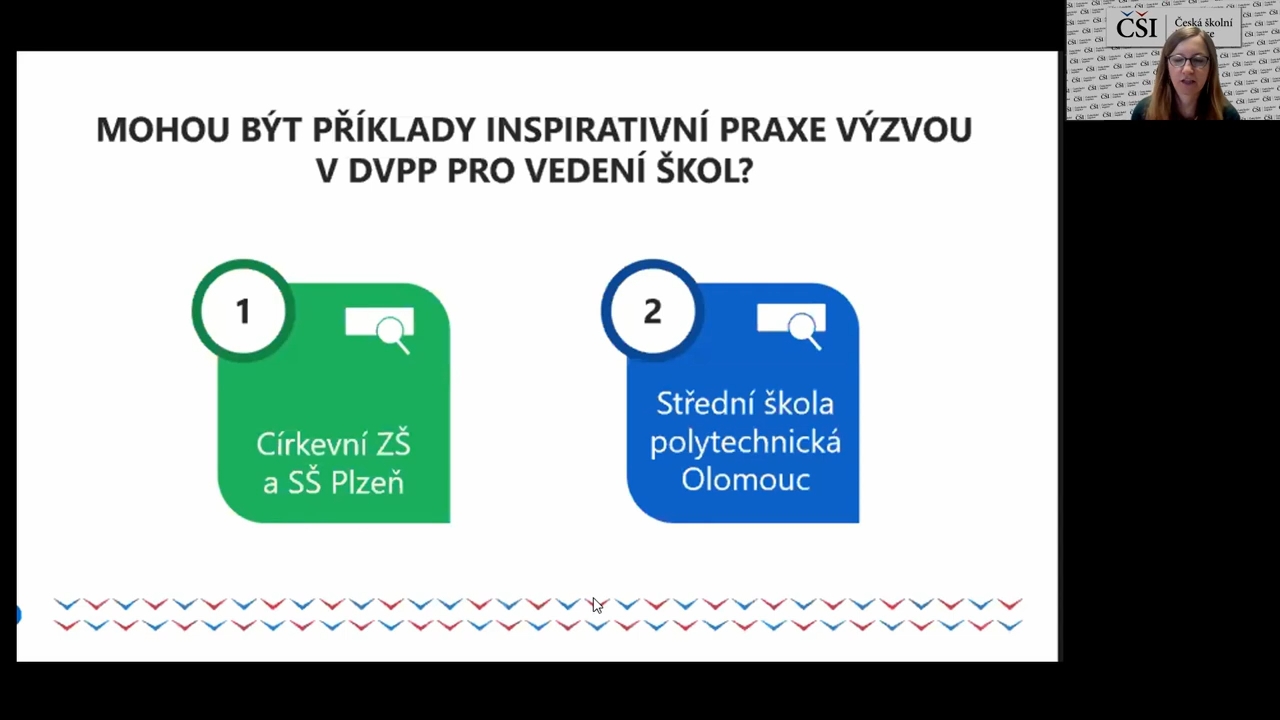 MOHOU BÝT PŘÍKLADY INSPIRATIVNÍ PRAXE VÝZVOU
V DVPP PRO VEDENÍ ŠKOL?
1
Církevní ZŠ
a SŠ Plzeň
2
Střední škola
polytechnická
Olomouc
ČŠI
Česká školní